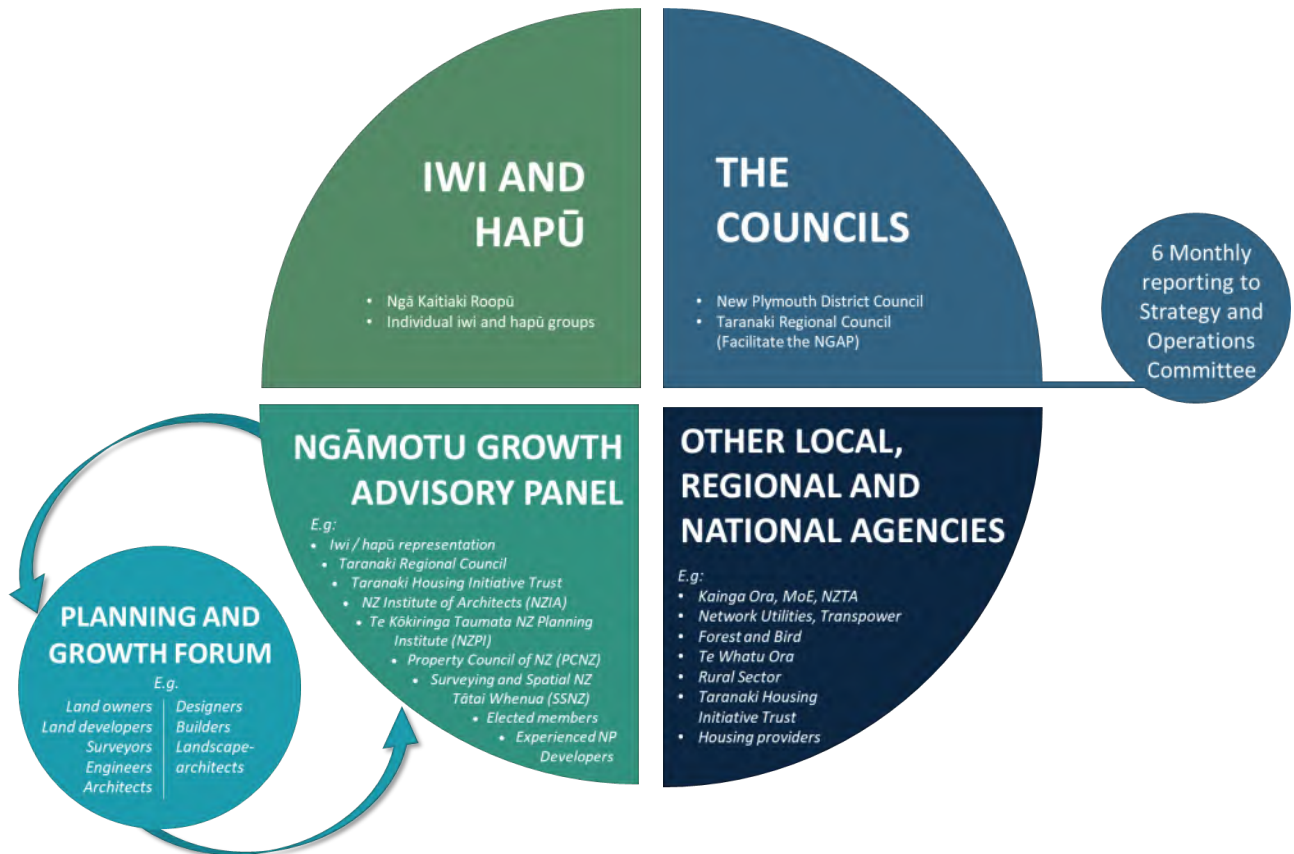 IWI AND
HAPŪ
• Ngā Kaitiaki Roopū
• Individual iwi and hapū groups
THE
COUNCILS
• New Plymouth District Council
• Taranaki Regional Council
(Facilitate the NGAP)
6 Monthly
reporting to
Strategy and
Operations
Committee
NGĀMOTU GROWTH
ADVISORY PANEL
E.g:
• Iwi / hapū representation
• Taranaki Regional Council
• Taranaki Housing Initiative Trust
• NZ Institute of Architects (NZIA)
• Te Kōkiringa Taumata NZ Planning
Institute (NZPI)
• Property Council of NZ (PCNZ)
• Surveying and Spatial NZ
Tātai Whenua (SSNZ)
• Elected members
• Experienced NP
Developers
OTHER LOCAL,
REGIONAL AND
NATIONAL AGENCIES
E.g:
• Kainga Ora, MoE, NZTA
• Network Utilities, Transpower
• Forest and Bird
• Te Whatu Ora
• Rural Sector
• Taranaki Housing
Initiative Trust
• Housing providers
PLANNING AND
GROWTH FORUM
E.g.
Land owners
Land developers
Surveyors
Engineers
Architects
Designers
Builders
Landscape-
architects